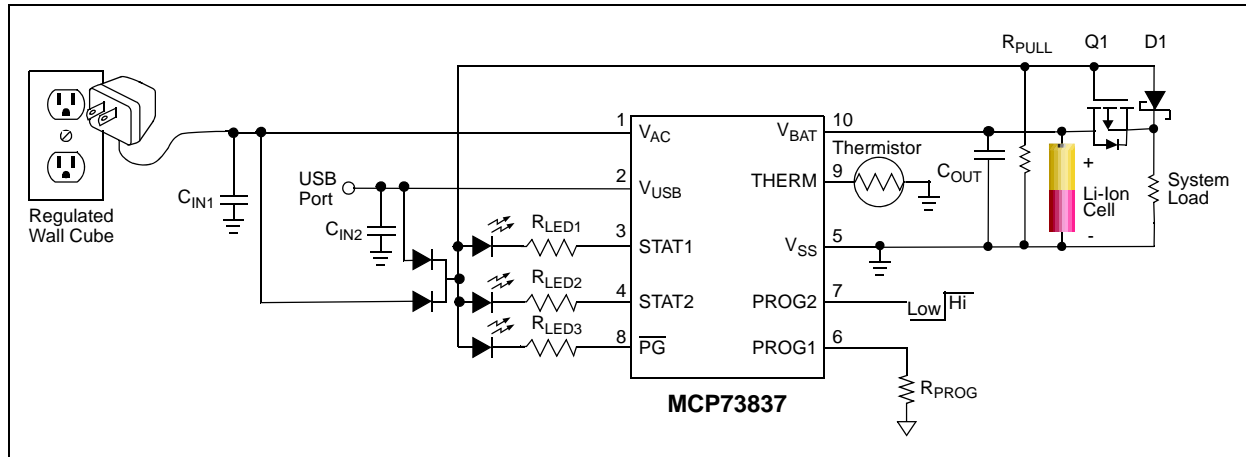 RPULL Q1 D1
1 VAC VBAT 10
Thermistor
USB Port 2 VUSB THERM 9 COUT
CIN1
Regulated Wall Cube
CIN2
+
Li-Ion Cell
-
System Load
RLED1 3 STAT1 VSS 5
RLED2 4 STAT2 PROG2 7 Low Hi
RLED3 8 PG PROG1 6
RPROG
MCP73837